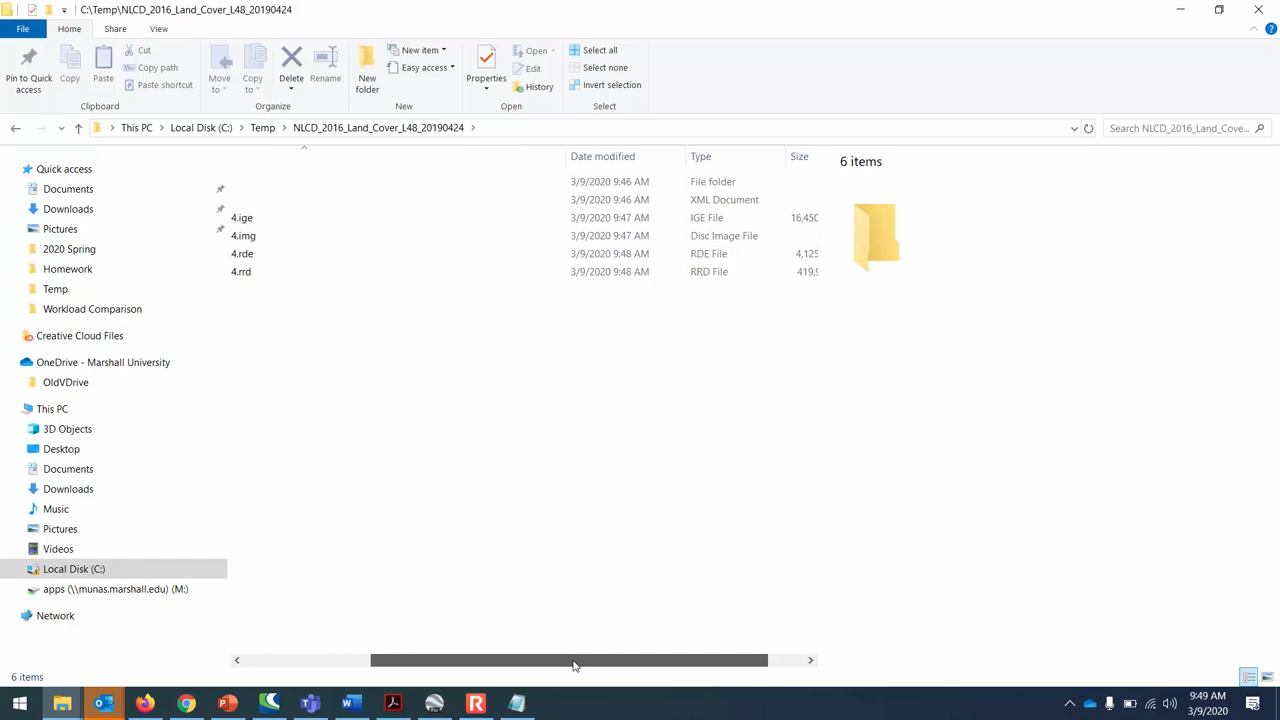 C:\Temp\NLCD_2016_Land_Cover_L48_20190424
File Home Share View
Pin to Quick access
Copy
Paste
Cut
Copy path
Paste shortcut
Clipboard
Move to
Copy to
Delete
Rename
Organize
New folder
New item
Easy access
New
Properties
Open
Edit
History
Open
Select all
Select none
Invert selection
Select
This PC Local Disk (C:) Temp NLCD_2016_Land_Cover_L48_20190424
Search NLCD_2016_Land_Cove...
Quick access
Documents
Downloads
Pictures
2020 Spring
Homework
Temp
Workload Comparison
Creative Cloud Files
OneDrive - Marshall University
OldVDrive
This PC
3D Objects
Desktop
Documents
Downloads
Music
Pictures
Videos
Local Disk (C:)
apps (\\munas.marshall.edu) (M:)
Network
Date modified Type Size
3/9/2020 9:46 AM File folder
3/9/2020 9:46 AM XML Document
4.ige 3/9/2020 9:47 AM IGE File 16,450
4.img 3/9/2020 9:47 AM Disc Image File
4.rde 3/9/2020 9:48 AM RDE File 4,125
4.rrd 3/9/2020 9:48 AM RRD File 419,9
6 items
6 items
9:49 AM
3/9/2020